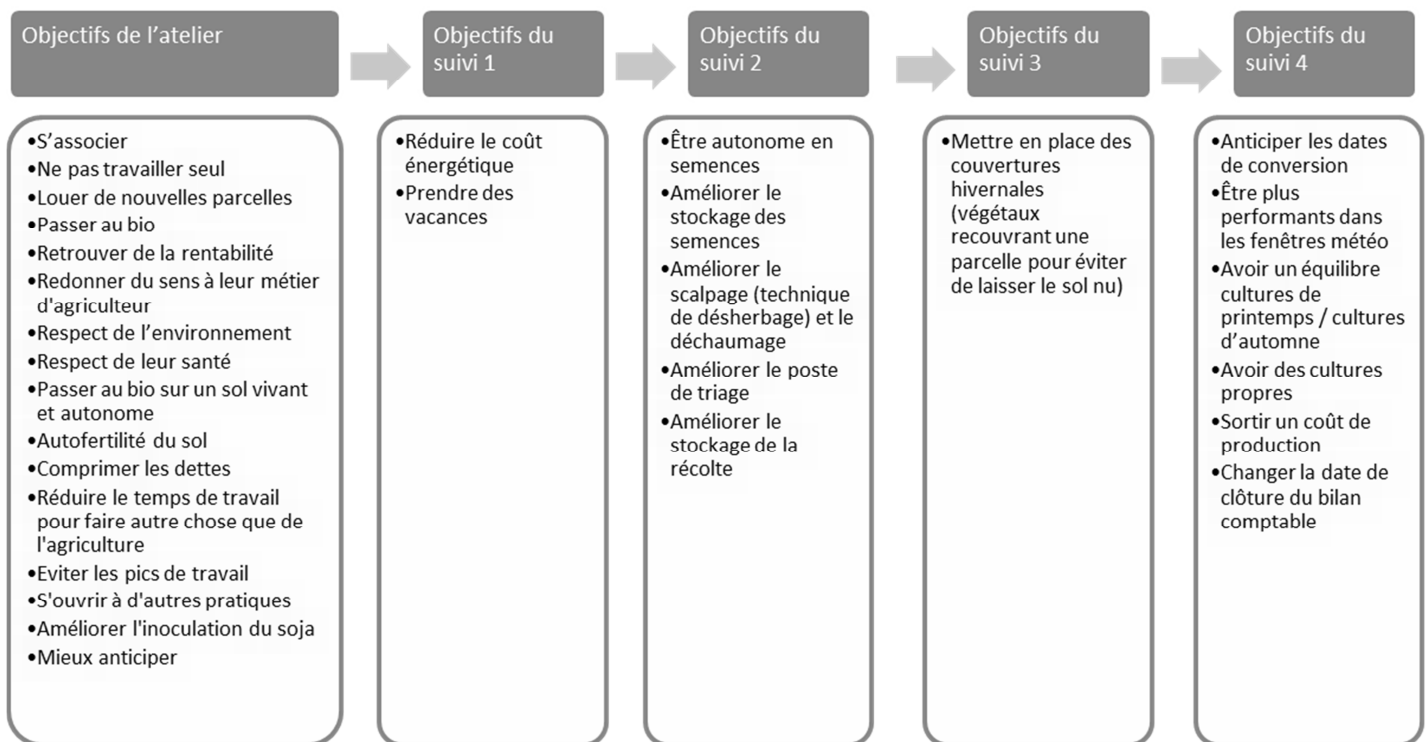 Objectifs de l’atelier
Objectifs du
suivi 1
Objectifs du
suivi 2
Objectifs du
suivi 3
Objectifs du
suivi 4
•S’associer
•Ne pas travailler seul
•Louer de nouvelles parcelles
•Passer au bio
•Retrouver de la rentabilité
•Redonner du sens à leur métier
d'agriculteur
•Respect de l’environnement
•Respect de leur santé
•Passer au bio sur un sol vivant
et autonome
•Autofertilité du sol
•Comprimer les dettes
•Réduire le temps de travail
pour faire autre chose que de
l'agriculture
•Eviter les pics de travail
•S'ouvrir à d'autres pratiques
•Améliorer l'inoculation du soja
•Mieux anticiper
•Réduire le coût
énergétique
•Prendre des
vacances
•Être autonome en
semences
•Améliorer le
stockage des
semences
•Améliorer le
scalpage (technique
de désherbage) et le
déchaumage
•Améliorer le poste
de triage
•Améliorer le
stockage de la
récolte
•Mettre en place des
couvertures
hivernales
(végétaux
recouvrant une
parcelle pour éviter
de laisser le sol nu)
•Anticiper les dates
de conversion
•Être plus
performants dans
les fenêtres météo
•Avoir un équilibre
cultures de
printemps / cultures
d’automne
•Avoir des cultures
propres
•Sortir un coût de
production
•Changer la date de
clôture du bilan
comptable